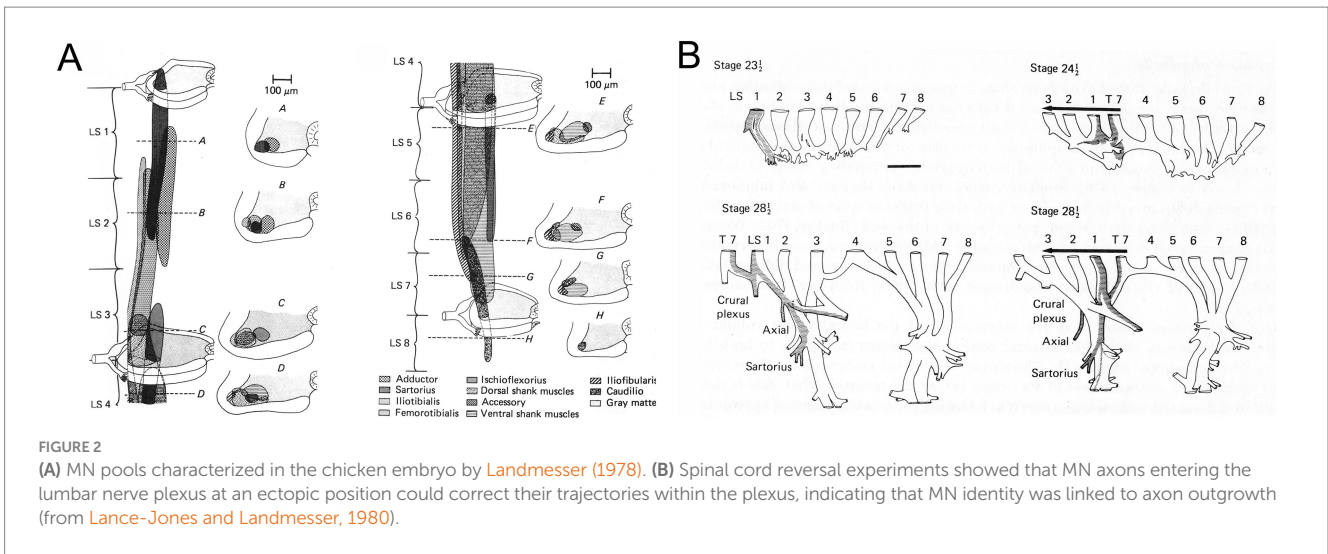 A
LS 1
LS 2
LS 3
LS 4
A
B
C
D
100 μm
A
B
C
D
LS 4
LS 5
LS 6
LS 7
LS 8
E
F
G
H
100 μm
E
F
G
H
Adductor
Sartorius
Iliotibialis
Femorotibialis
Ischioflexorius
Dorsal shank muscles
Accessory
Ventral shank muscles
Iliofibularis
Caudilio
Gray matte
B
Stage 23½
LS 1 2 3 4 5 6 7 8
Stage 24½
3 2 1 T 7 4 5 6 7 8
Stage 28½
T 7 LS 1 2 3 4 5 6 7 8
Crural
plexus
Axial
Sartorius
Stage 28½
3 2 1 T 7 4 5 6 7 8
Crural
plexus
Axial
Sartorius
FIGURE 2
(A) MN pools characterized in the chicken embryo by Landmesser (1978). (B) Spinal cord reversal experiments showed that MN axons entering the
lumbar nerve plexus at an ectopic position could correct their trajectories within the plexus, indicating that MN identity was linked to axon outgrowth
(from Lance-Jones and Landmesser, 1980).